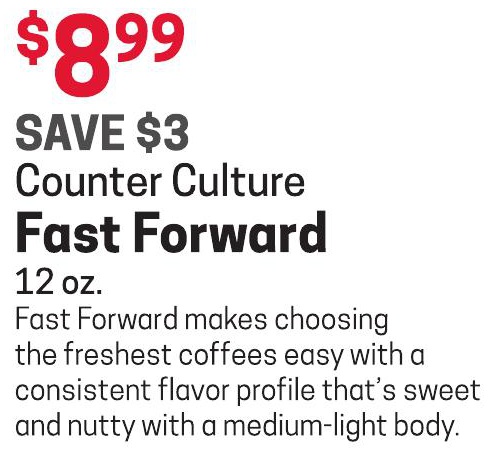 $8.99
SAVE $3
Counter Culture
Fast Forward
12 oz.
Fast Forward makes choosing
the freshest coffees easy with a
consistent flavor profile that's sweet
and nutty with a medium-light body.